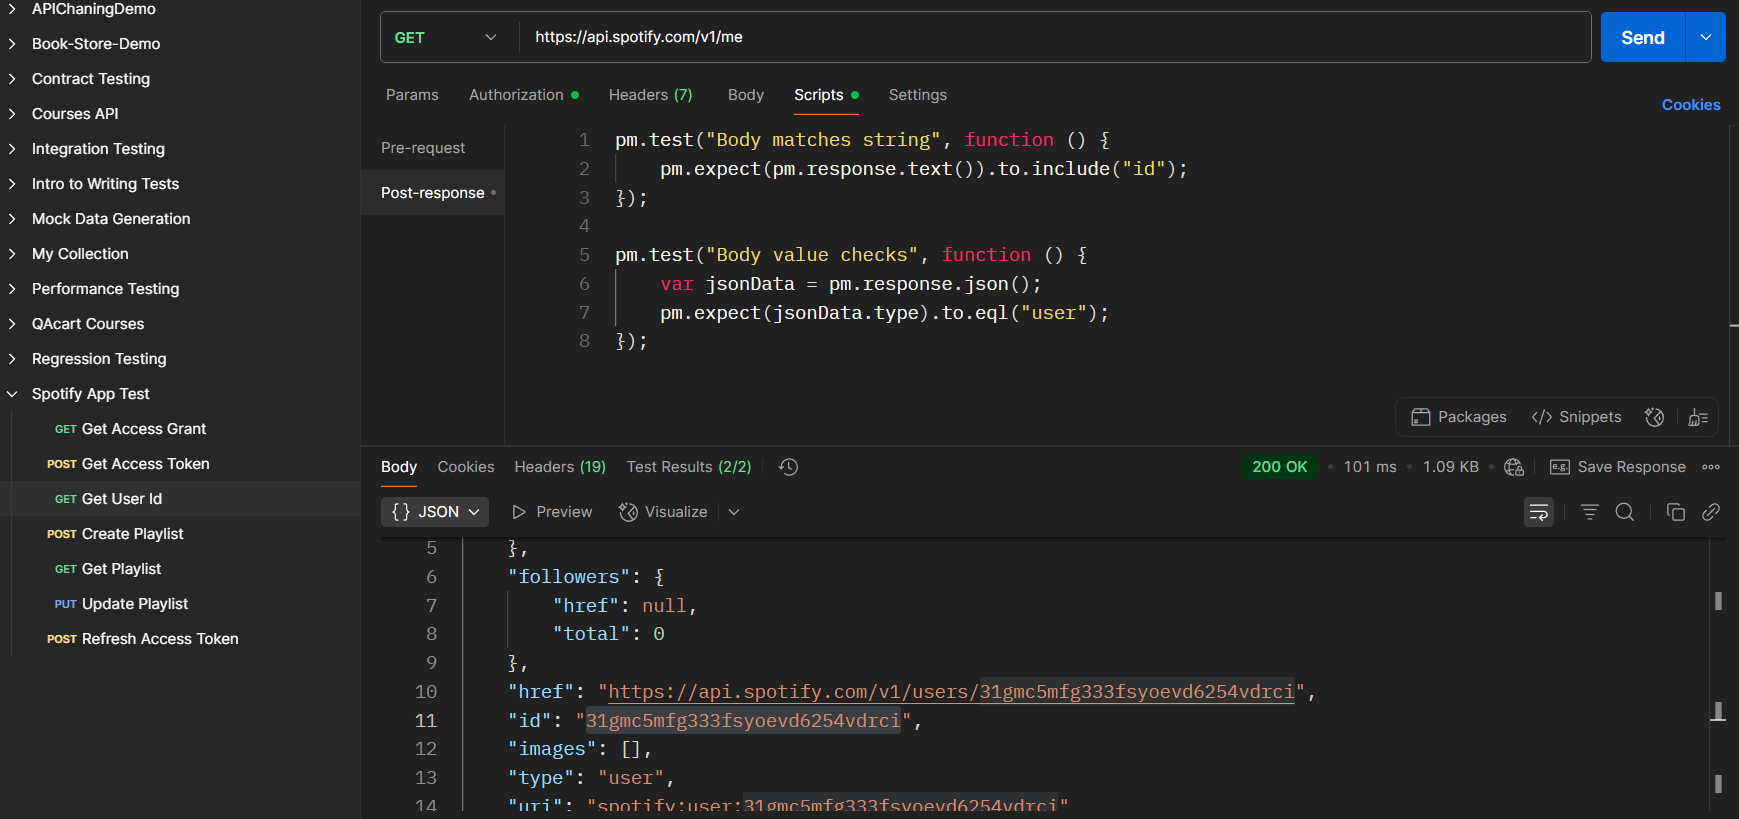 APIChaningDemo
Book-Store-Demo
Contract Testing
Courses API
Integration Testing
Intro to Writing Tests
Mock Data Generation
My Collection
Performance Testing
QAcart Courses
Regression Testing
Spotify App Test
GET Get Access Grant
POST Get Access Token
GET Get User Id
POST Create Playlist
GET Get Playlist
PUT Update Playlist
POST Refresh Access Token
GET https://api.spotify.com/v1/me Send
Params Authorization Headers (7) Body Scripts Settings
Cookies
Pre-request
Post-response
1 pm.test("Body matches string", function () {
2 pm.expect(pm.response.text()).to.include("id");
3 });
4
5 pm.test("Body value checks", function () {
6 var jsonData = pm.response.json();
7 pm.expect(jsonData.type).to.eql("user");
8 });
Packages </> Snippets
Body Cookies Headers (19) Test Results (2/2) 200 OK • 101 ms • 1.09 KB • e.g. Save Response
{} JSON Preview Visualize
5 },
6 "followers": {
7 "href": null,
8 "total": 0
9 },
10 "href": "https://api.spotify.com/v1/users/31gmc5mfg333fsyoevd6254vdrci",
11 "id": "31gmc5mfg333fsyoevd6254vdrci",
12 "images": [],
13 "type": "user",
14 "uri": "spotify:user:31gmc5mfg333fsyoevd6254vdrci"